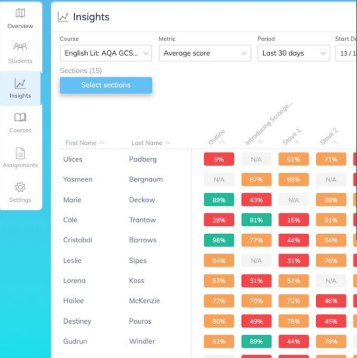 Overview
Students
Insights
Courses
Assignments
Settings
Insights
Course
Metric
Period
English Lit: AQA GCS...
Average score
Last 30 days
13 / 1
Sections (15)
Select sections
First Name
Last Name
Outline
Introducing Scrooge...
Stave 1
Stave 2
Ulices Padberg 9% N/A 52% 71%
Yasmeen Bergnaum N/A 67% 66% N/A
Marie Deckow 89% 43% N/A 56%
Cole Trantow 28% 81% 15% 51%
Cristobal Barrows 98% 77% 44% 54%
Leslie Sipes 64% N/A 31% 76%
Lorena Koss 53% 31% 51% N/A
Hailee McKenzie 72% 70% 72% 46%
Destiney Pouros 80% 49% 78% 45%
Gudrun Windler 52% 89% 44% 79%